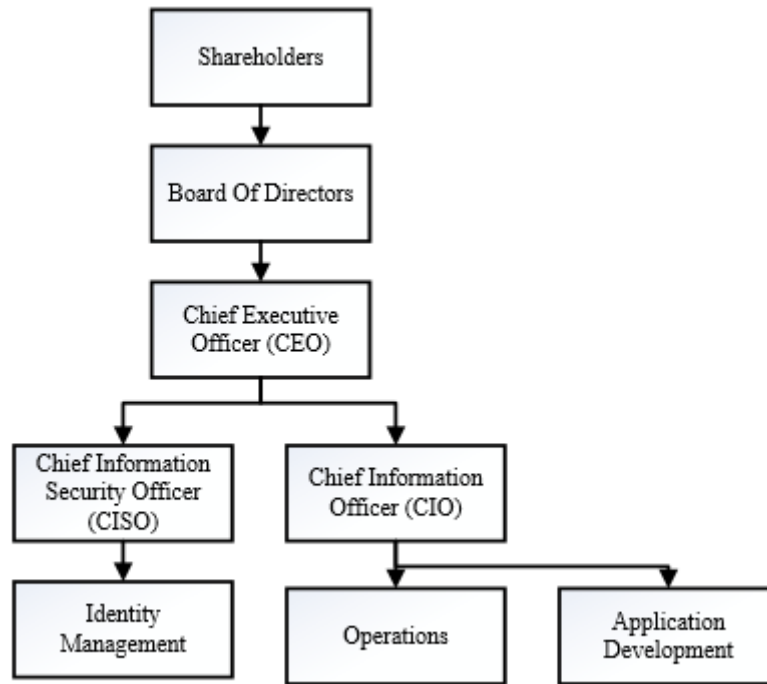 Shareholders
Board Of Directors
Chief Executive
Officer (CEO)
Chief Information
Security Officer
(CISO)
Chief Information
Officer (CIO)
Identity
Management
Operations
Application
Development